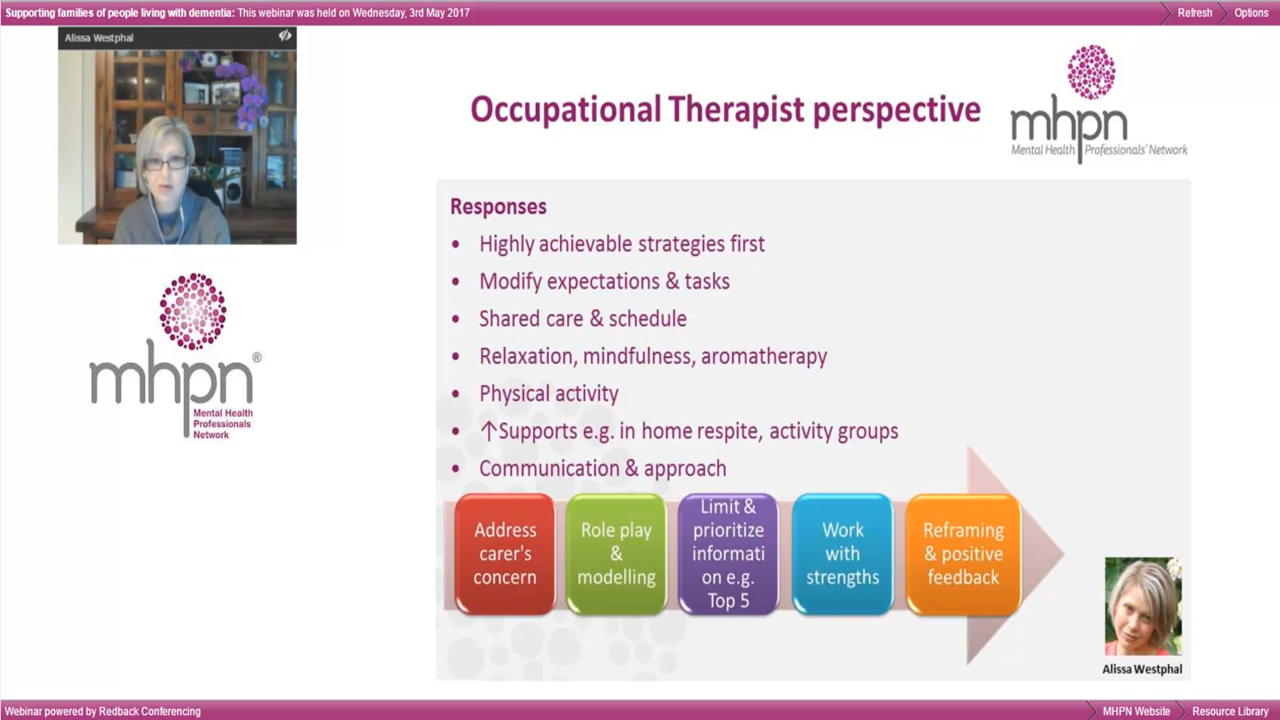 Supporting families of people living with dementia: This webinar was held on Wednesday, 3rd May 2017
Refresh
Options
Alissa Westphal
Occupational Therapist perspective
mhpn
Mental Health Professionals' Network
mhpn®
Mental Health
Professionals
Network
Responses
• Highly achievable strategies first
• Modify expectations & tasks
• Shared care & schedule
• Relaxation, mindfulness, aromatherapy
• Physical activity
• ↑Supports e.g. in home respite, activity groups
• Communication & approach
Address
carer's
concern
Role play
&
modelling
Limit &
prioritize
informati
on e.g.
Top 5
Work
with
strengths
Reframing
& positive
feedback
Alissa Westphal
Webinar powered by Redback Conferencing
MHPN Website
Resource Library